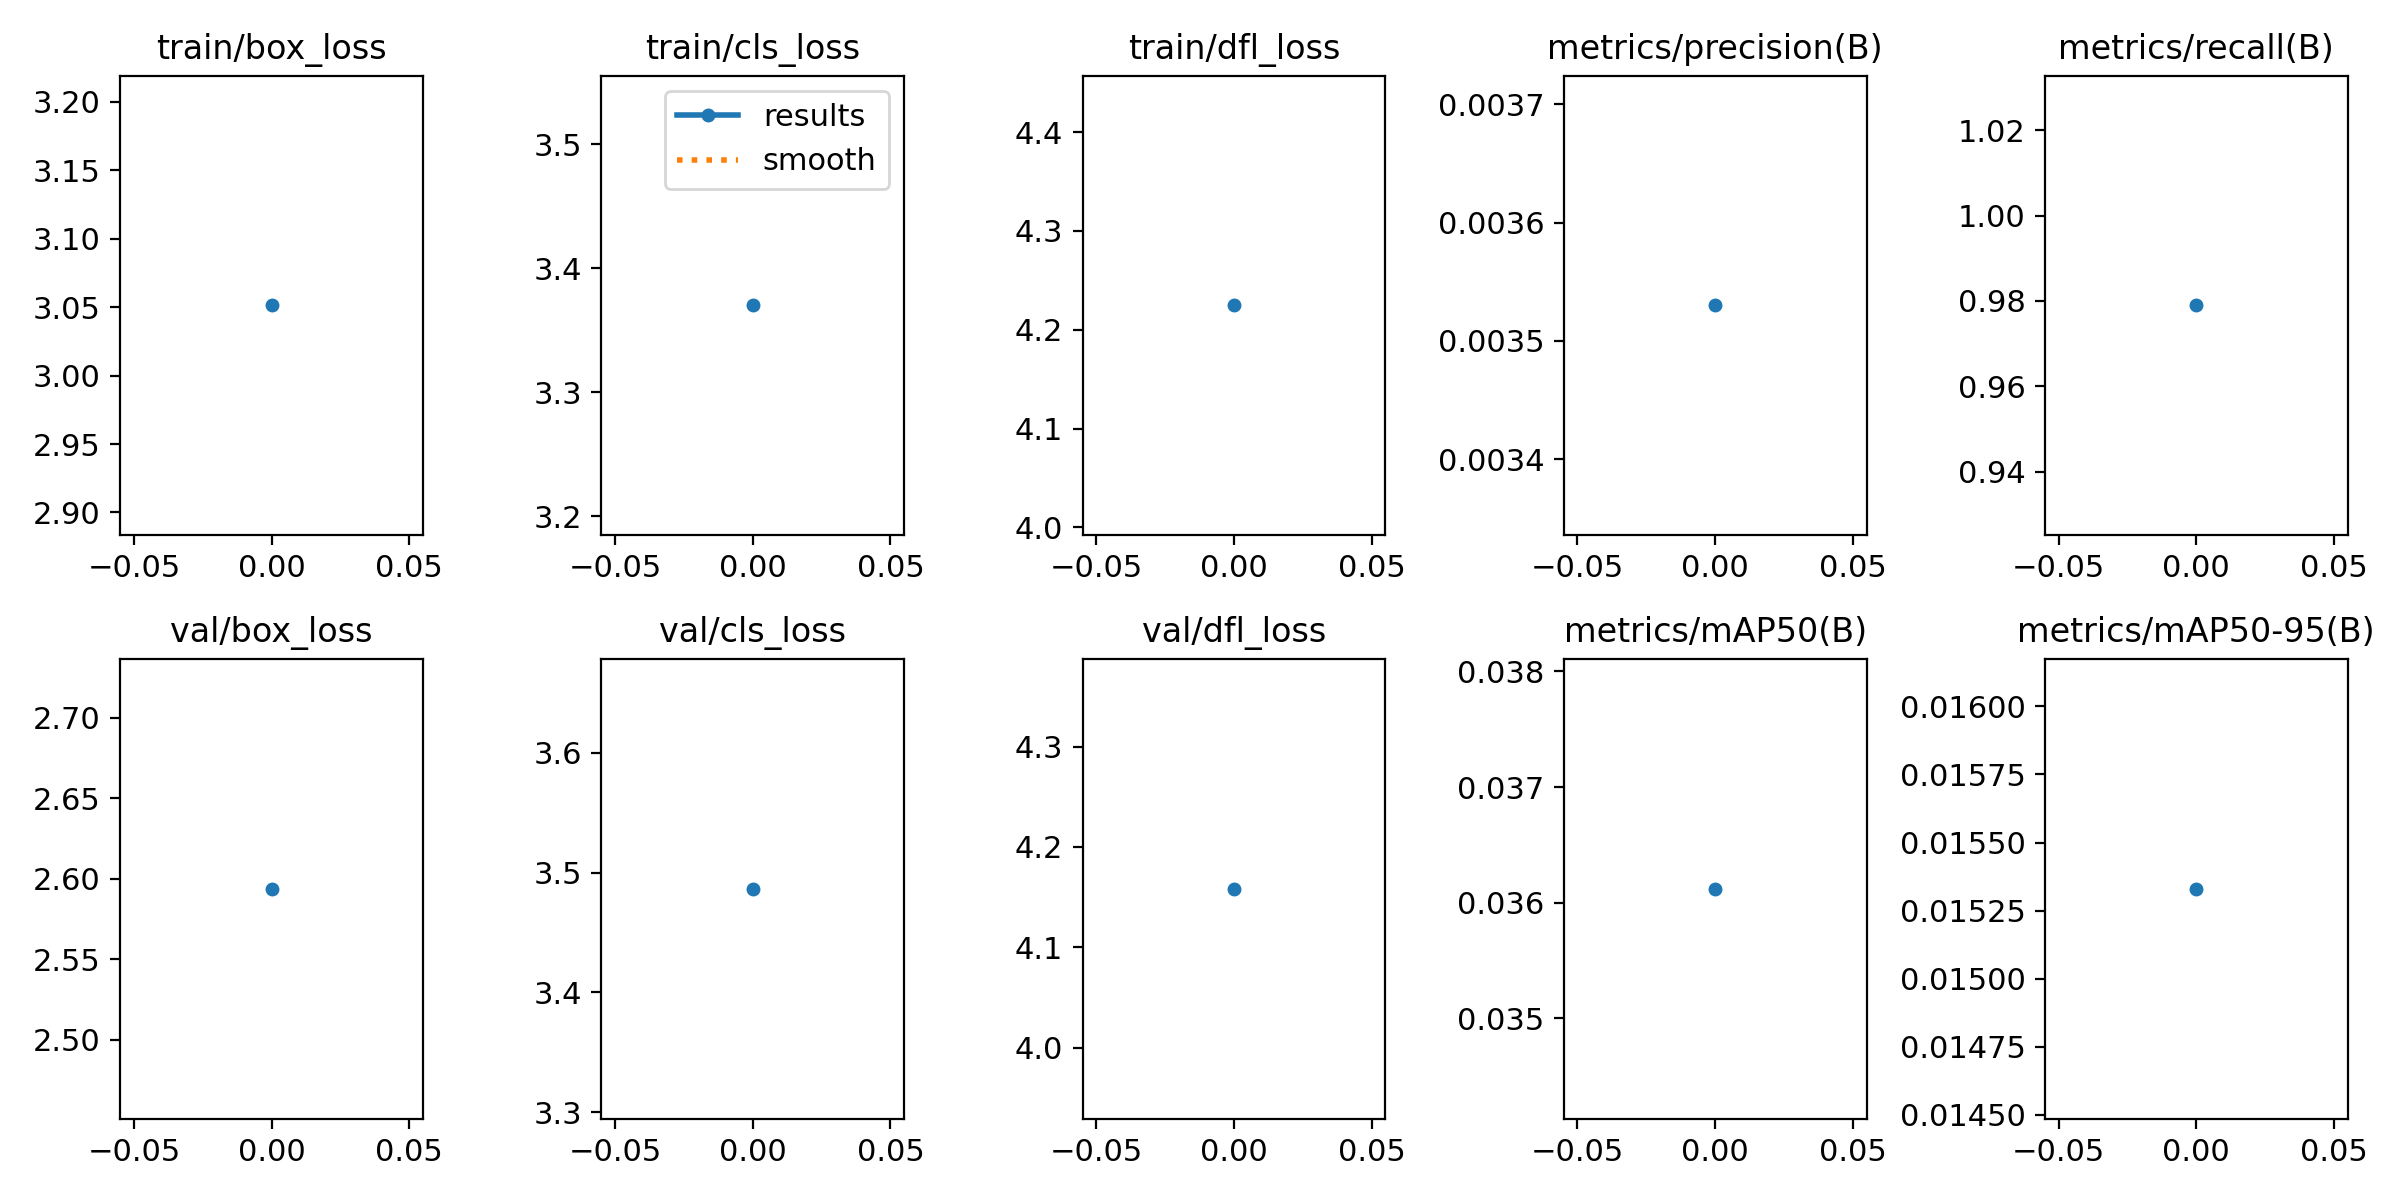 train/box_loss
3.20
3.15
3.10
3.05
3.00
2.95
2.90
−0.05 0.00 0.05
train/cls_loss
results
smooth
3.5
3.4
3.3
3.2
−0.05 0.00 0.05
train/dfl_loss
4.4
4.3
4.2
4.1
4.0
−0.05 0.00 0.05
metrics/precision(B)
0.0037
0.0036
0.0035
0.0034
−0.05 0.00 0.05
metrics/recall(B)
1.02
1.00
0.98
0.96
0.94
−0.05 0.00 0.05
val/box_loss
2.70
2.65
2.60
2.55
2.50
−0.05 0.00 0.05
val/cls_loss
3.6
3.5
3.4
3.3
−0.05 0.00 0.05
val/dfl_loss
4.3
4.2
4.1
4.0
−0.05 0.00 0.05
metrics/mAP50(B)
0.038
0.037
0.036
0.035
−0.05 0.00 0.05
metrics/mAP50-95(B)
0.01600
0.01575
0.01550
0.01525
0.01500
0.01475
0.01450
−0.05 0.00 0.05